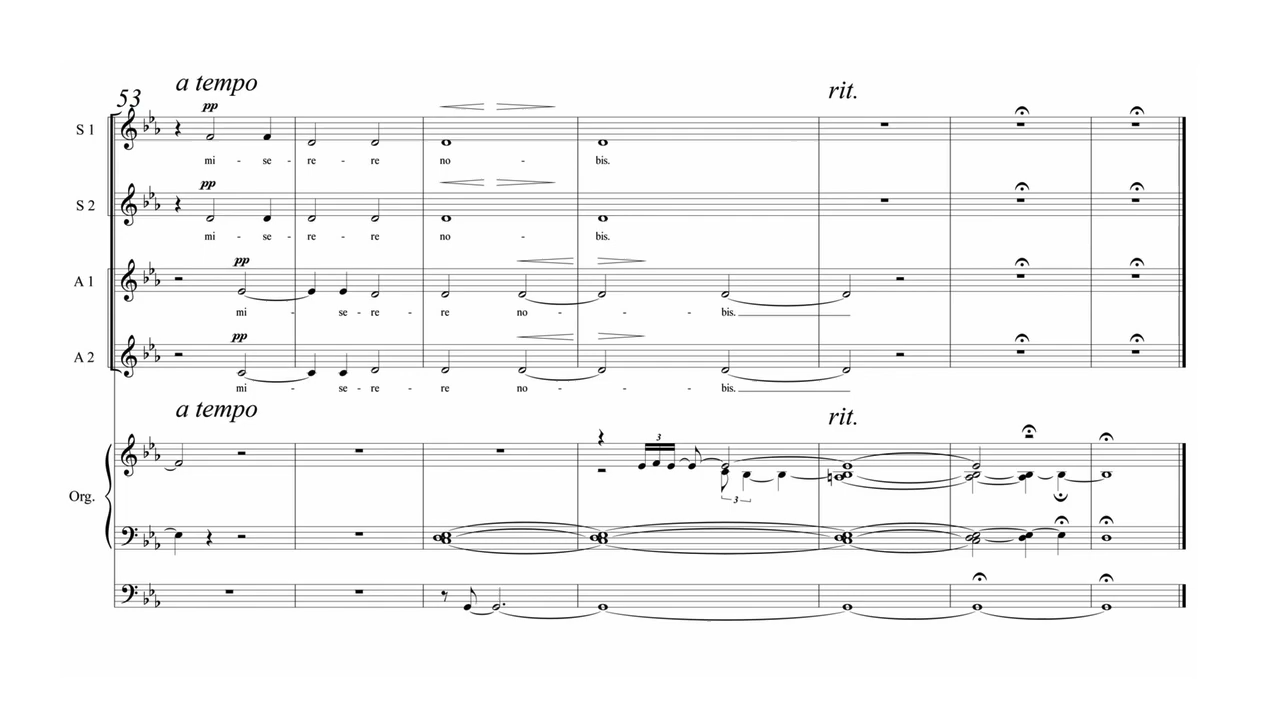 a tempo
rit.
53
pp
S 1
mi - se - re - re no - bis.
pp
S 2
mi - se - re - re no - bis.
pp
A 1
mi - se - re - re no - - - bis.
pp
A 2
mi - se - re - re no - - - bis.
a tempo
rit.
3
Org.
3